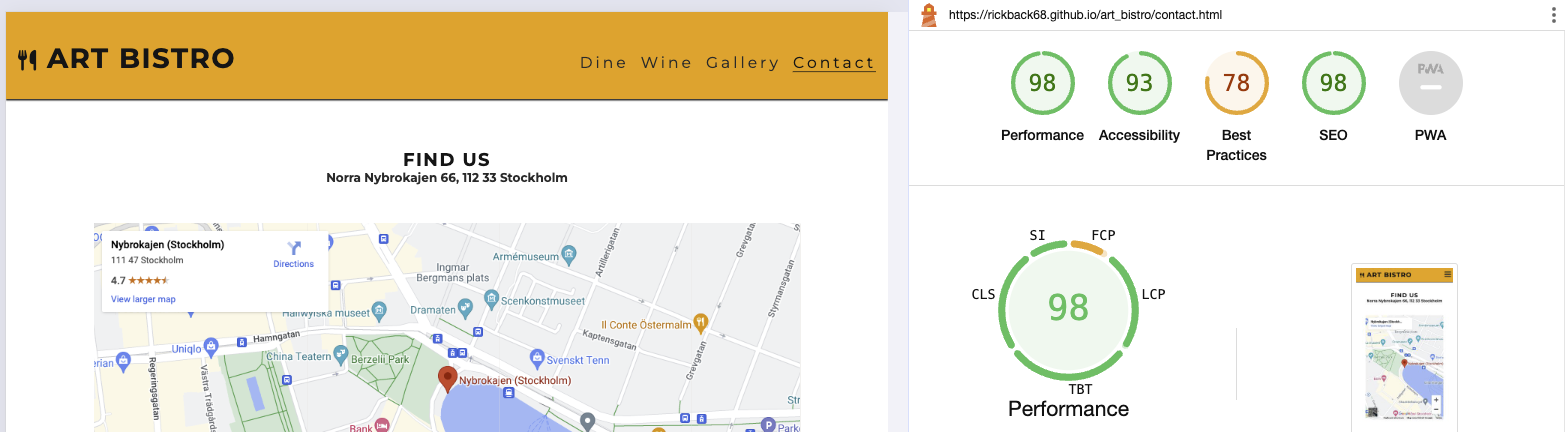 ART BISTRO
Dine Wine Gallery Contact
FIND US
Norra Nybrokajen 66, 112 33 Stockholm
Nybrokajen (Stockholm)
111 47 Stockholm
4.7
Directions
View larger map
Armémuseum
Artillerigatan
Grevgatan
Grevgatan
Styrmansgatan
Ingmar
Bergmans plats
Scenkonstmuseet
Dramaten
Hallwylska museet
Il Conte Östermalm
Kaptensgatan
Hamngatan
Uniqlo
China Teatern
Berzelii Park
Svenskt Tenn
Regeringsgatan
Västra Trädgårds
Nybrokajen (Stockholm)
Bank
Park
https://rickback68.github.io/art_bistro/contact.html
98
93
78
98
PWA
Performance
Accessibility
Best
Practices
SEO
PWA
SI
FCP
CLS
98
LCP
TBT
Performance
ART BISTRO
FIND US
Norra Nybrokajen 66, 112 33 Stockholm